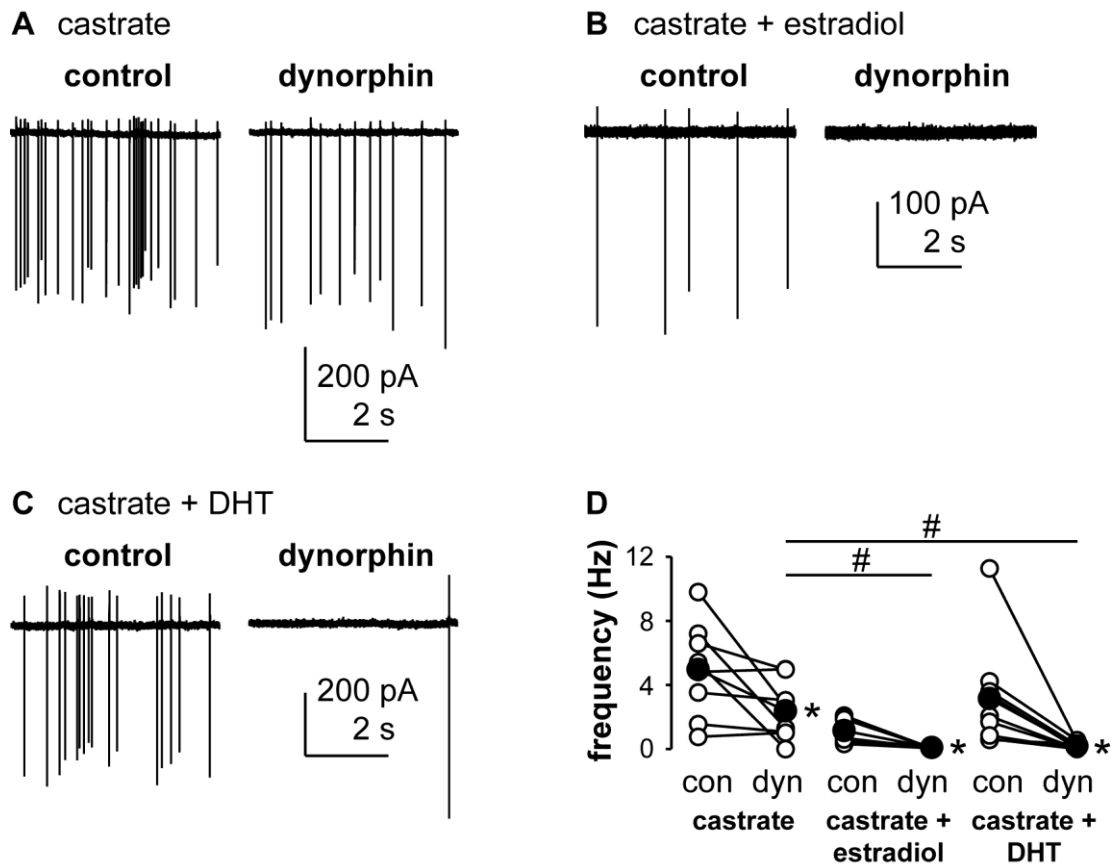 A castrate
control dynorphin
200 pA
2 s
B castrate + estradiol
control dynorphin
100 pA
2 s
C castrate + DHT
control dynorphin
200 pA
2 s
D
#
#
frequency (Hz)
12
8
4
0
*
*
*
con dyn con dyn con dyn
castrate castrate + castrate +
estradiol DHT